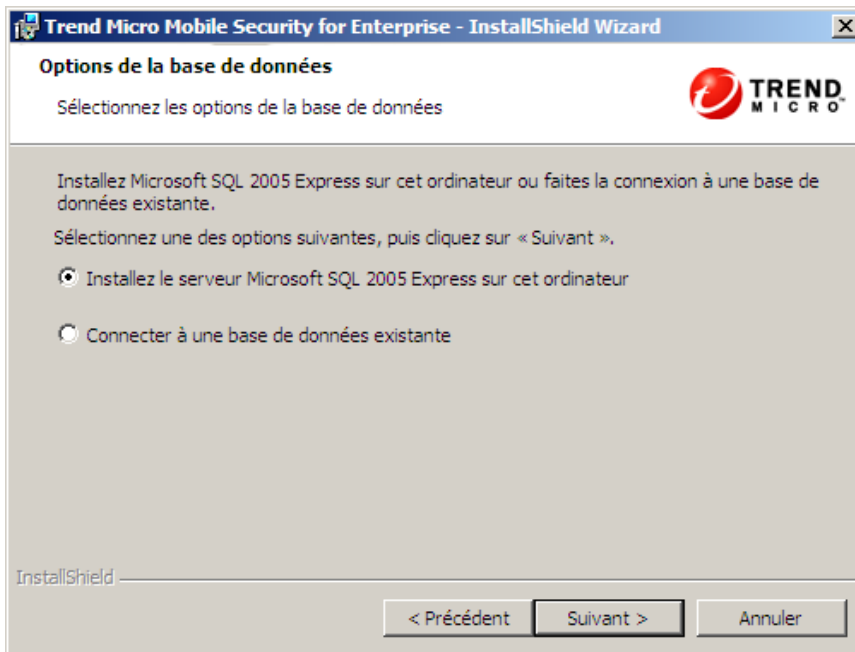 Trend Micro Mobile Security for Enterprise - InstallShield Wizard
Options de la base de données
Sélectionnez les options de la base de données
TREND
MICRO
Installez Microsoft SQL 2005 Express sur cet ordinateur ou faites la connexion à une base de
données existante.
Sélectionnez une des options suivantes, puis cliquez sur « Suivant ».
Installez le serveur Microsoft SQL 2005 Express sur cet ordinateur
Connecter à une base de données existante
InstallShield
< Précédent
Suivant >
Annuler